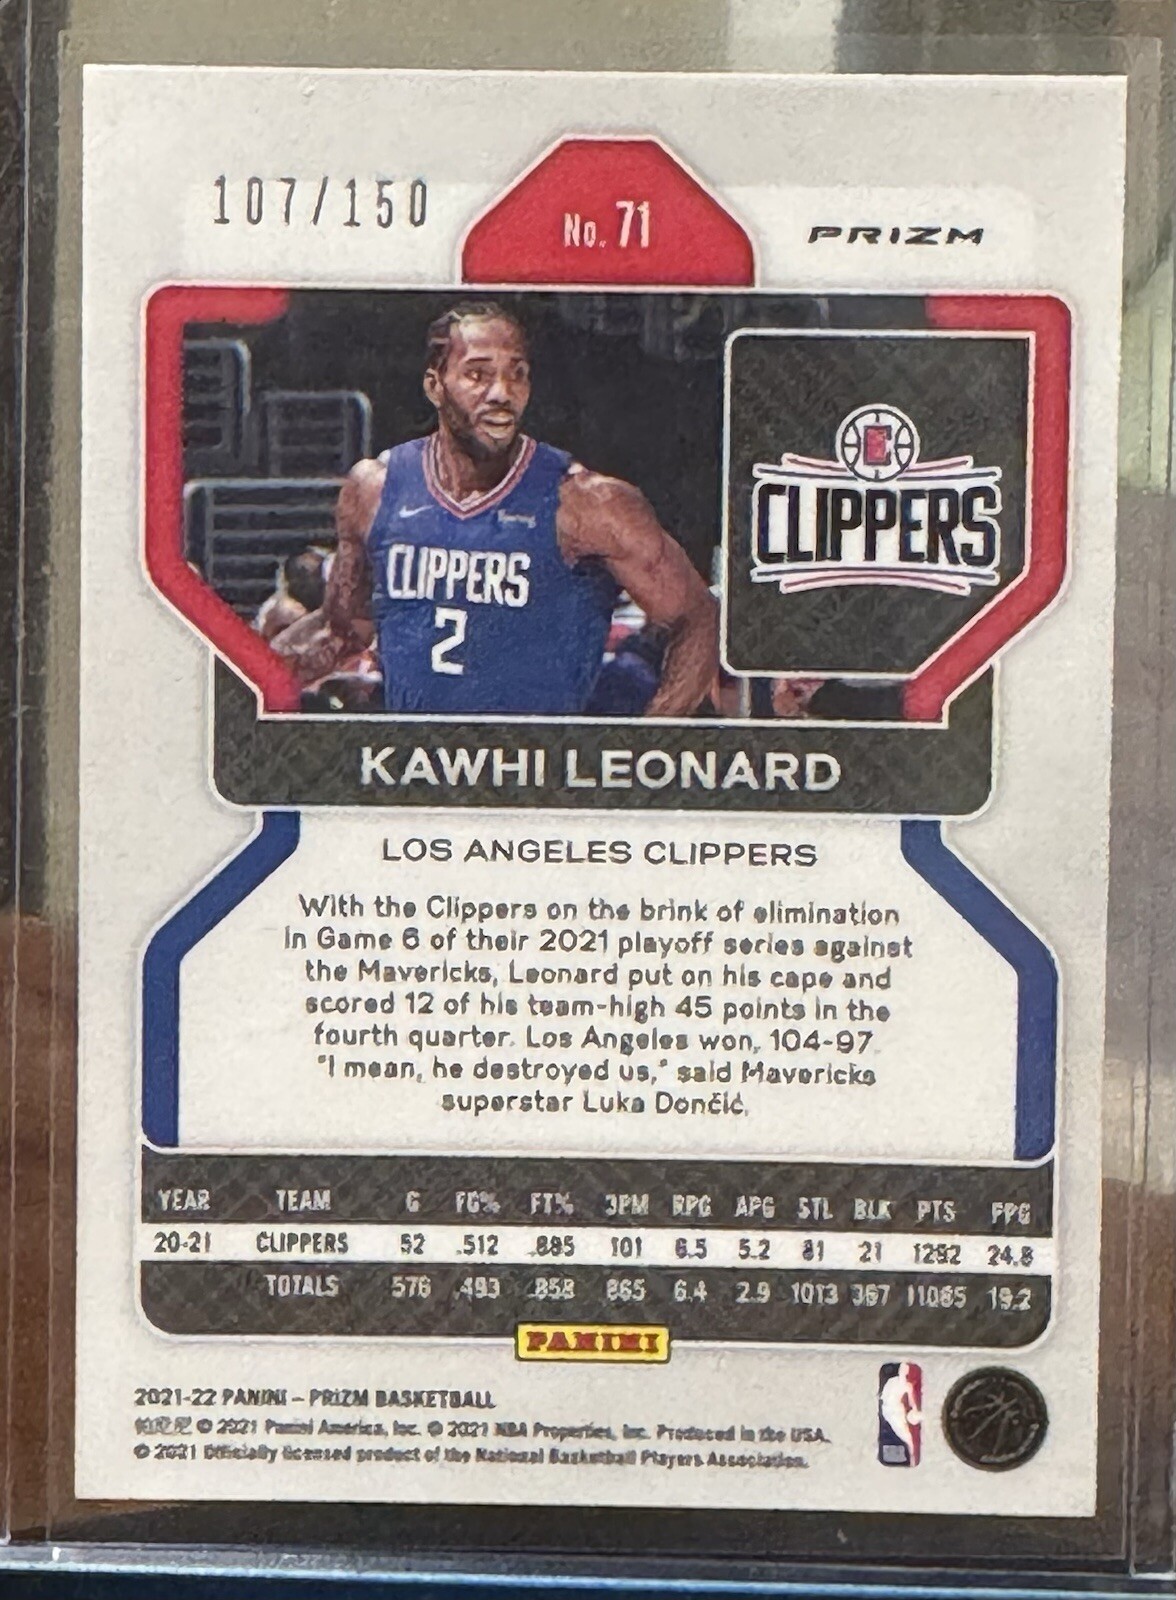 107/150
No. 71
PRIZM
CLIPPERS
CLIPPERS
2
KAWHI LEONARD
LOS ANGELES CLIPPERS
With the Clippers on the brink of elimination
in Game 6 of their 2021 playoff series against
the Mavericks, Leonard put on his cape and
scored 12 of his team-high 45 points in the
fourth quarter. Los Angeles won, 104-97.
"I mean, he destroyed us," said Mavericks
superstar Luka Dončić.
YEAR TEAM G FG% FT% 3PM RPG APG STL BLK PTS PPG
20-21 CLIPPERS 52 .512 .885 101 6.5 5.2 81 21 1292 24.8
TOTALS 576 .493 .858 865 6.4 2.9 1013 367 11085 19.2
PANINI
2021-22 PANINI – PRIZM BASKETBALL
© 2021 Panini America, Inc. © 2021 NBA Properties, Inc. Produced in the USA.
© 2021 Officially licensed product of the National Basketball Players Association.